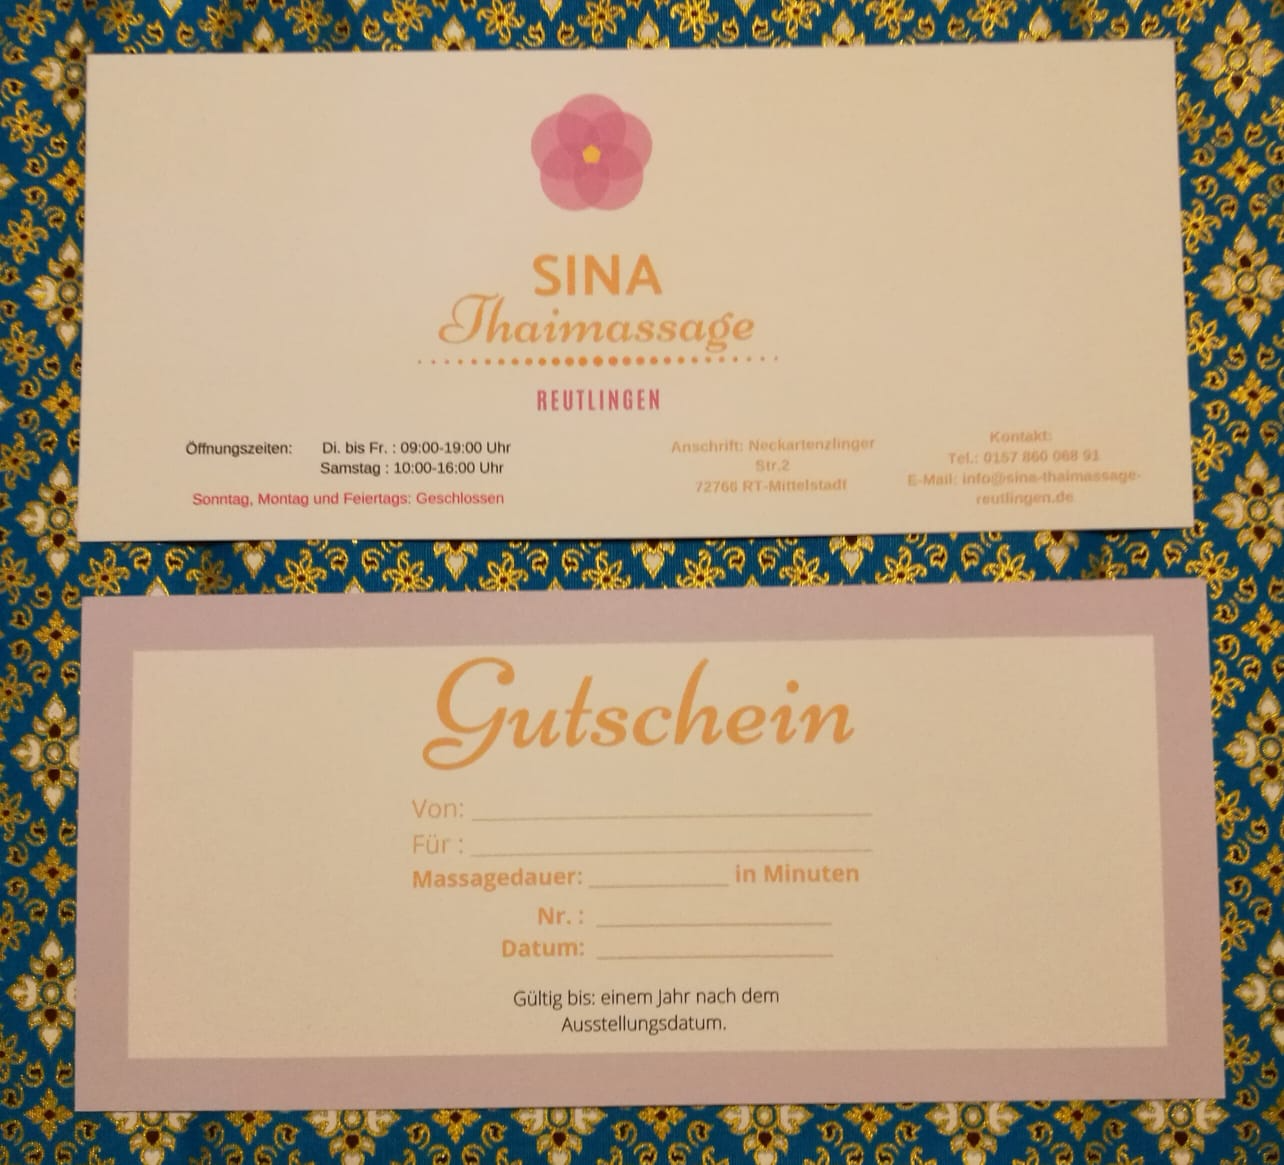 SINA
Thaimassage
REUTLINGEN
Öffnungszeiten: Di. bis Fr. : 09:00-19:00 Uhr
Samstag : 10:00-16:00 Uhr
Sonntag, Montag und Feiertags: Geschlossen
Anschrift: Neckartenzlinger
Str.2
72766 RT-Mittelstadt
Kontakt:
Tel.: 0157 860 068 91
E-Mail: info@sina-thaimassage-
reutlingen.de
Gutschein
Von:
Für :
Massagedauer: in Minuten
Nr. :
Datum:
Gültig bis: einem Jahr nach dem
Ausstellungsdatum.